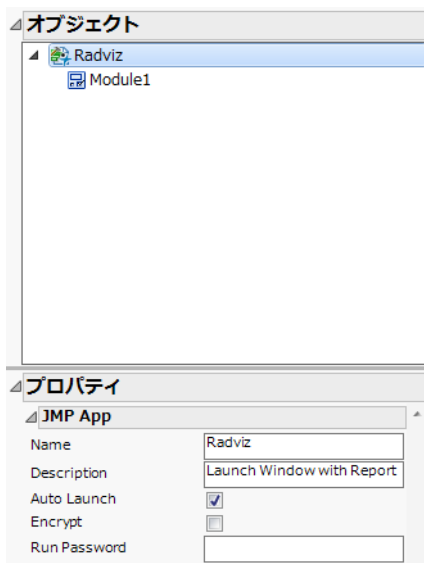 オブジェクト
Radviz
Module1
プロパティ
JMP App
Name Radviz
Description Launch Window with Report
Auto Launch
Encrypt
Run Password